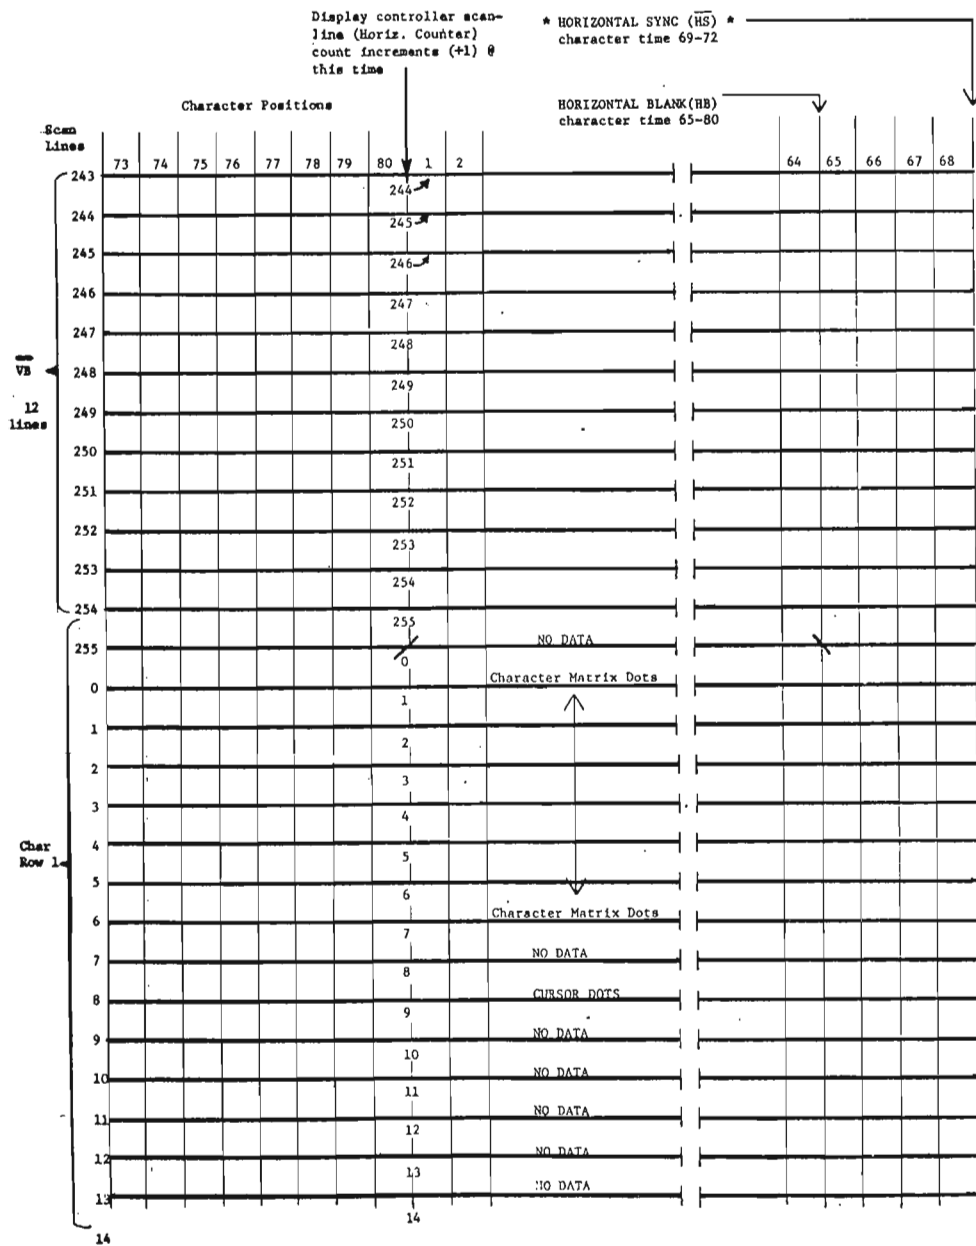 Display controller scan-
line (Horiz. Counter)
count increments (+1) @
this time
* HORIZONTAL SYNC (HS) *
character time 69-72
HORIZONTAL BLANK(HB)
character time 65-80
Character Positions
Scan
Lines
73 74 75 76 77 78 79 80 1 2 64 65 66 67 68
243
244
244
245
245
246
246
247
247
248
VB
248
249
12
lines
249
250
250
251
251
252
252
253
253
254
254
255
255 NO DATA
0
0 Character Matrix Dots
1
1
2
2
3
3
4
Char
Row 1
4
5
5
6
Character Matrix Dots
6
7
7 NO DATA
8
8 CURSOR DOTS
9
9 NO DATA
10
10 NO DATA
11
11 NO DATA
12
12 NO DATA
13
13 NO DATA
14
14